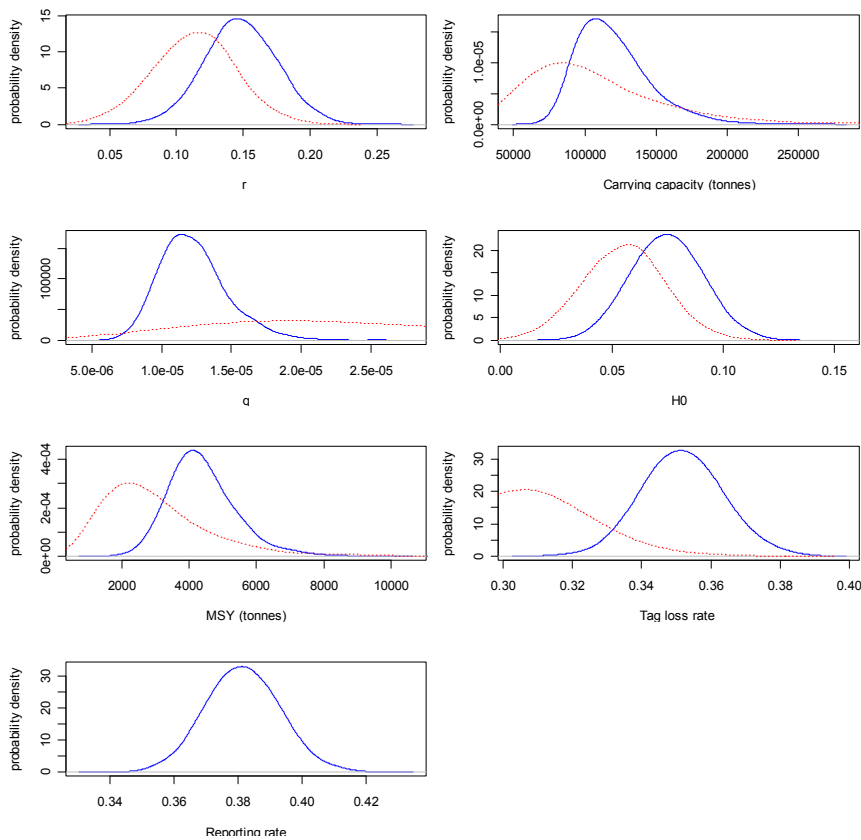 probability density
0 5 10 15
0.05 0.10 0.15 0.20 0.25
r
probability density
0.0e+00 1.0e-05
50000 100000 150000 200000 250000
Carrying capacity (tonnes)
probability density
0 100000
5.0e-06 1.0e-05 1.5e-05 2.0e-05 2.5e-05
q
probability density
0 5 10 20
0.00 0.05 0.10 0.15
H0
probability density
0e+00 2e-04 4e-04
2000 4000 6000 8000 10000
MSY (tonnes)
probability density
0 10 20 30
0.30 0.32 0.34 0.36 0.38 0.40
Tag loss rate
probability density
0 10 20 30
0.34 0.36 0.38 0.40 0.42
Reporting rate